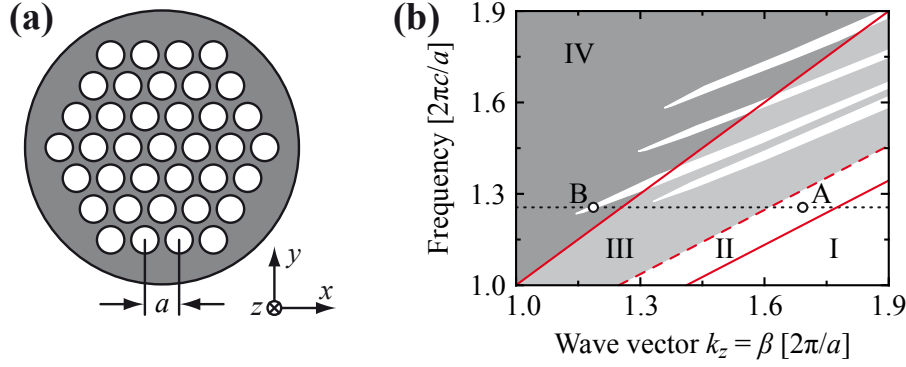 (a)
a
y
z
x
(b)
Frequency [2πc/a]
1.9
1.6
1.3
1.0
IV
B
A
III
II
I
1.0
1.3
1.6
1.9
Wave vector k_z = β [2π/a]